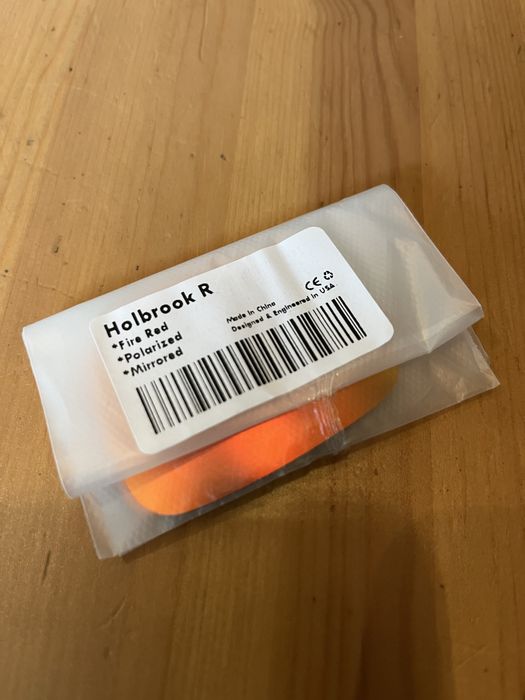 Holbrook R
*Fire Red
*Polarized
*Mirrored
CE
Made in China
Designed & Engineered in USA.